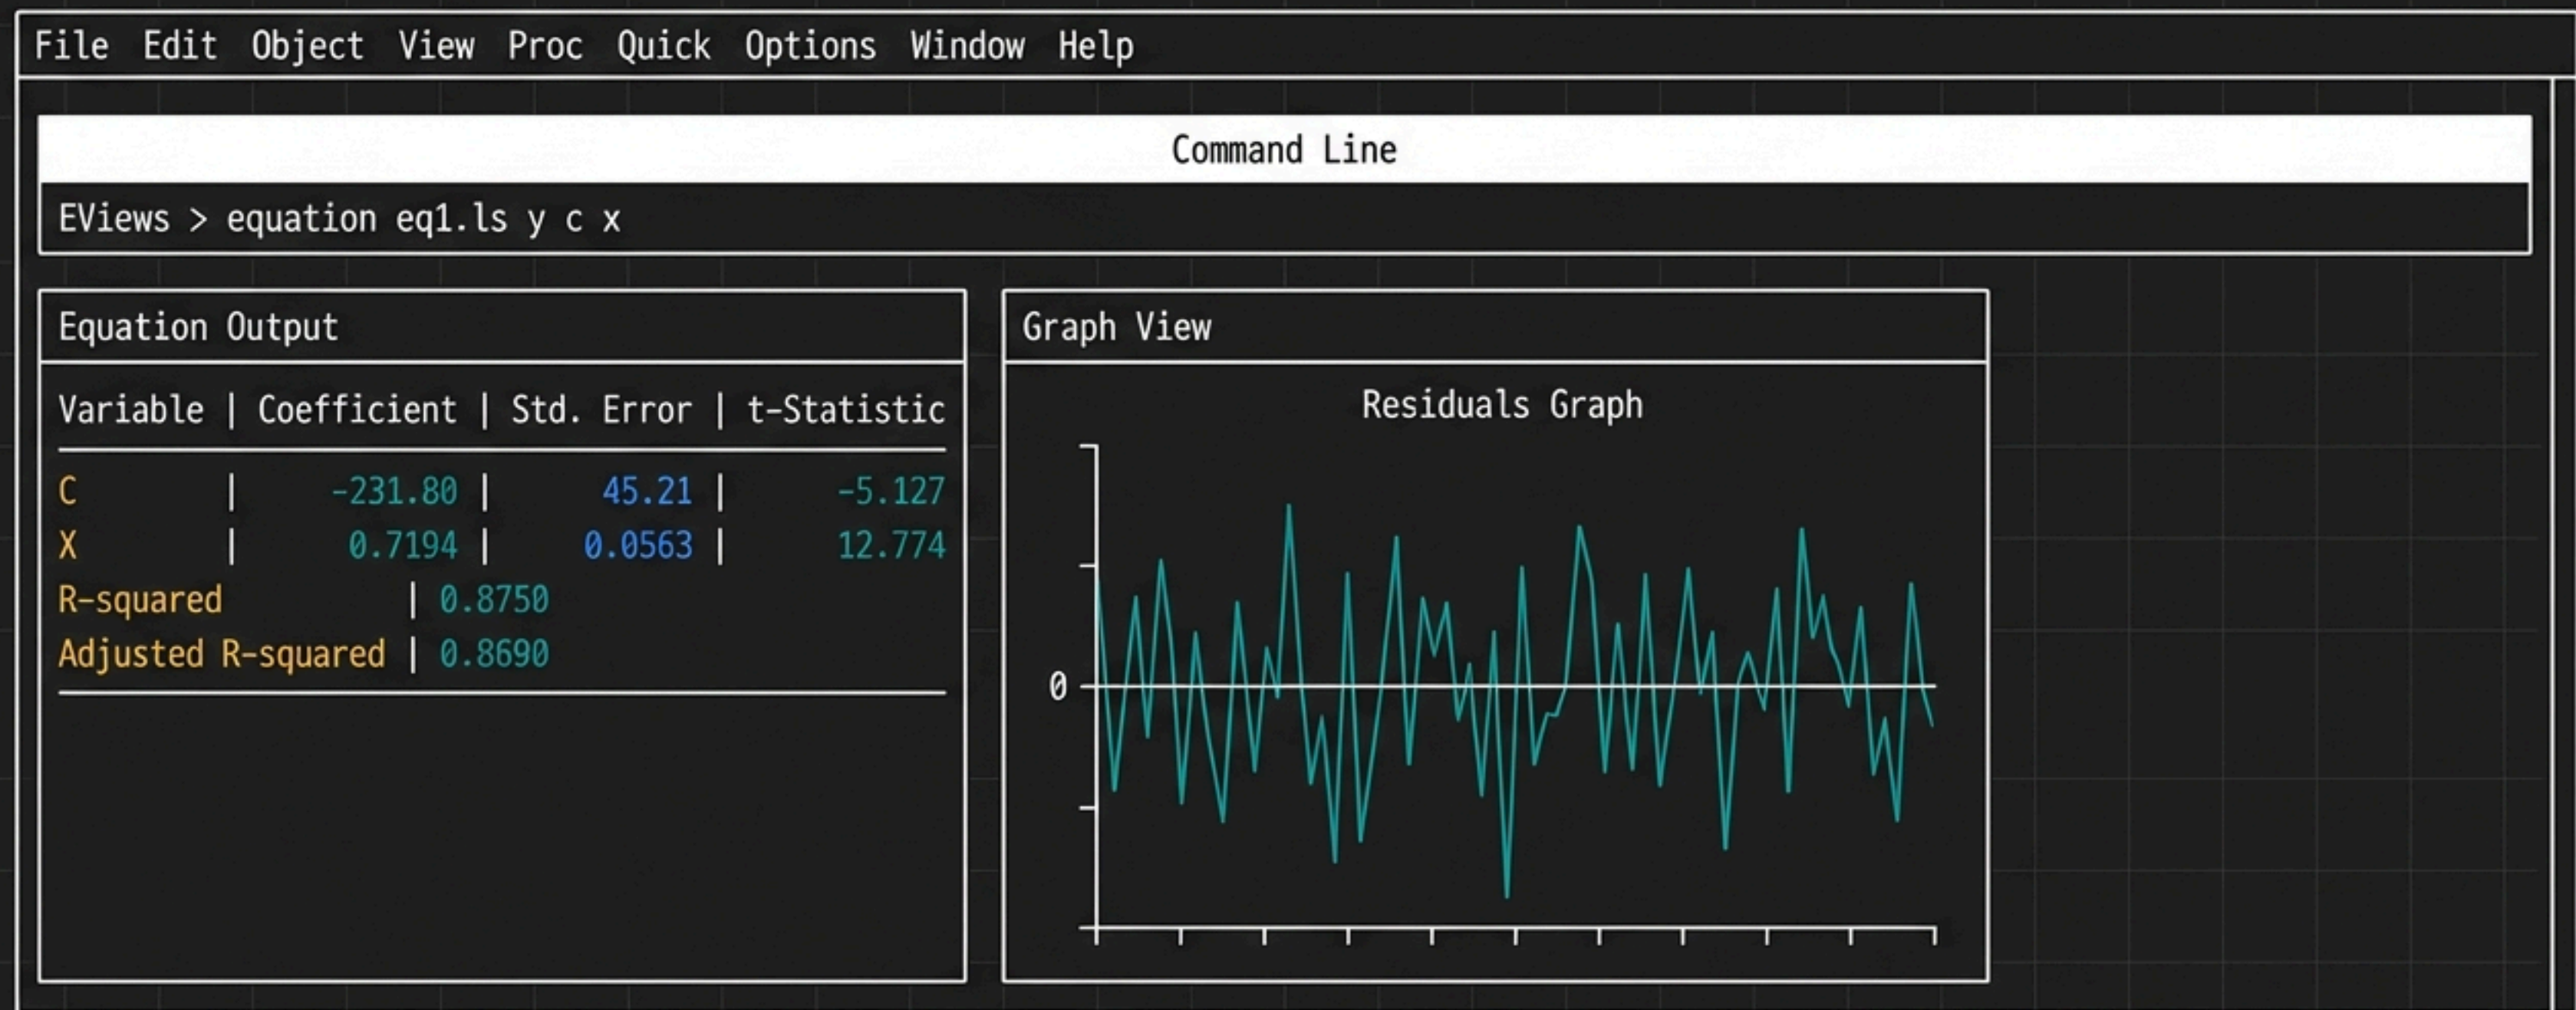 File Edit Object View Proc Quick Options Window Help
Command Line
EViews > equation eq1.ls y c x
Equation Output
Variable | Coefficient | Std. Error | t-Statistic
C | -231.80 | 45.21 | -5.127
X | 0.7194 | 0.0563 | 12.774
R-squared | 0.8750
Adjusted R-squared | 0.8690
Graph View
Residuals Graph
0